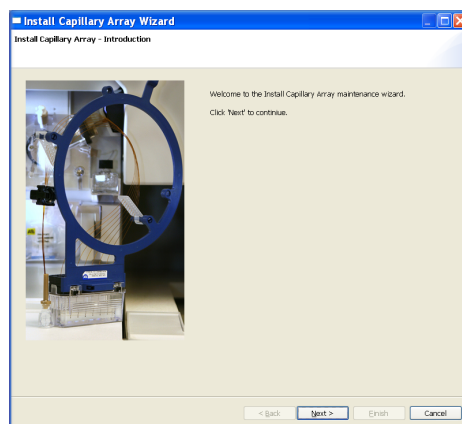 Install Capillary Array Wizard
Install Capillary Array - Introduction
Welcome to the Install Capillary Array maintenance wizard.
Click 'Next' to continiue.
< Back
Next >
Finish
Cancel